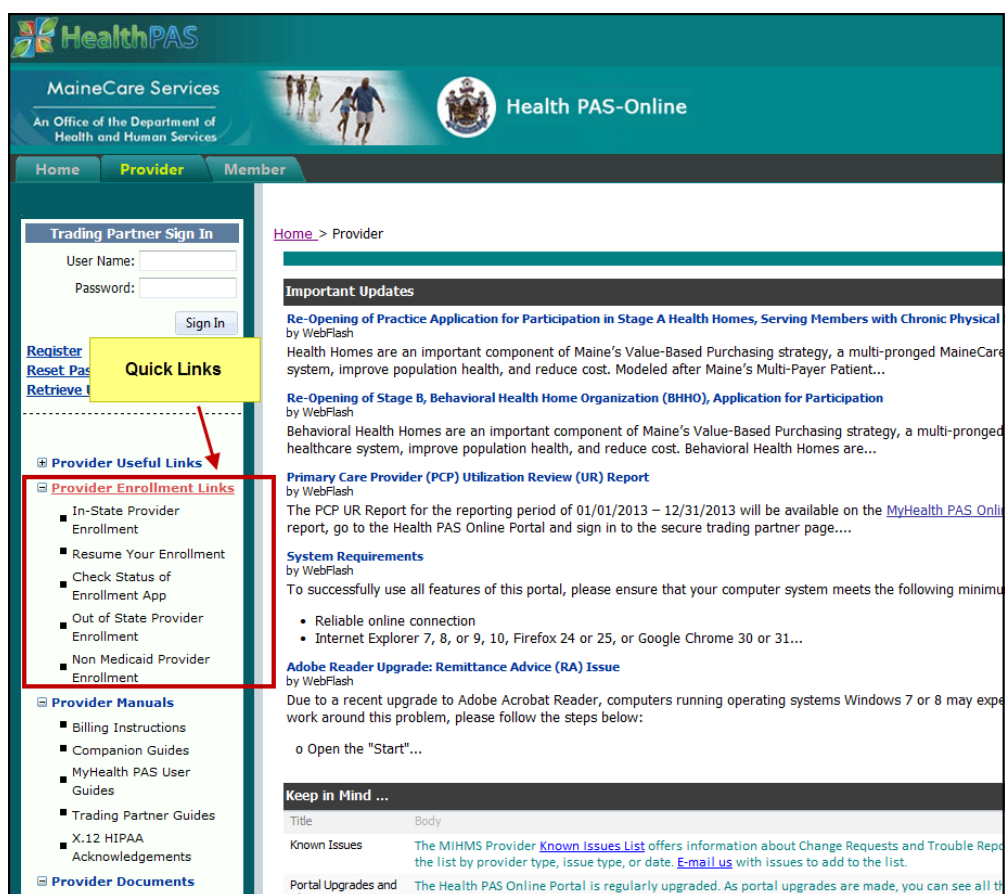 HealthPAS
MaineCare Services
An Office of the Department of
Health and Human Services
Health PAS-Online
Home Provider Member
Trading Partner Sign In
User Name:
Password:
Sign In
Register
Reset Pas
Retrieve
Quick Links
Provider Useful Links
Provider Enrollment Links
In-State Provider
Enrollment
Resume Your Enrollment
Check Status of
Enrollment App
Out of State Provider
Enrollment
Non Medicaid Provider
Enrollment
Provider Manuals
Billing Instructions
Companion Guides
MyHealth PAS User
Guides
Trading Partner Guides
X.12 HIPAA
Acknowledgements
Provider Documents
Home > Provider
Important Updates
Re-Opening of Practice Application for Participation in Stage A Health Homes, Serving Members with Chronic Physical
by WebFlash
Health Homes are an important component of Maine's Value-Based Purchasing strategy, a multi-pronged MaineCare
system, improve population health, and reduce cost. Modeled after Maine's Multi-Payer Patient...
Re-Opening of Stage B, Behavioral Health Home Organization (BHHO), Application for Participation
by WebFlash
Behavioral Health Homes are an important component of Maine's Value-Based Purchasing strategy, a multi-pronged
healthcare system, improve population health, and reduce cost. Behavioral Health Homes are...
Primary Care Provider (PCP) Utilization Review (UR) Report
by WebFlash
The PCP UR Report for the reporting period of 01/01/2013 – 12/31/2013 will be available on the MyHealth PAS Onlin
report, go to the Health PAS Online Portal and sign in to the secure trading partner page....
System Requirements
by WebFlash
To successfully use all features of this portal, please ensure that your computer system meets the following minimu
• Reliable online connection
• Internet Explorer 7, 8, or 9, 10, Firefox 24 or 25, or Google Chrome 30 or 31...
Adobe Reader Upgrade: Remittance Advice (RA) Issue
by WebFlash
Due to a recent upgrade to Adobe Acrobat Reader, computers running operating systems Windows 7 or 8 may expe
work around this problem, please follow the steps below:
o Open the "Start"...
Keep in Mind ...
Title Body
Known Issues The MIHMS Provider Known Issues List offers information about Change Requests and Trouble Repo
the list by provider type, issue type, or date. E-mail us with issues to add to the list.
Portal Upgrades and The Health PAS Online Portal is regularly upgraded. As portal upgrades are made, you can see all th